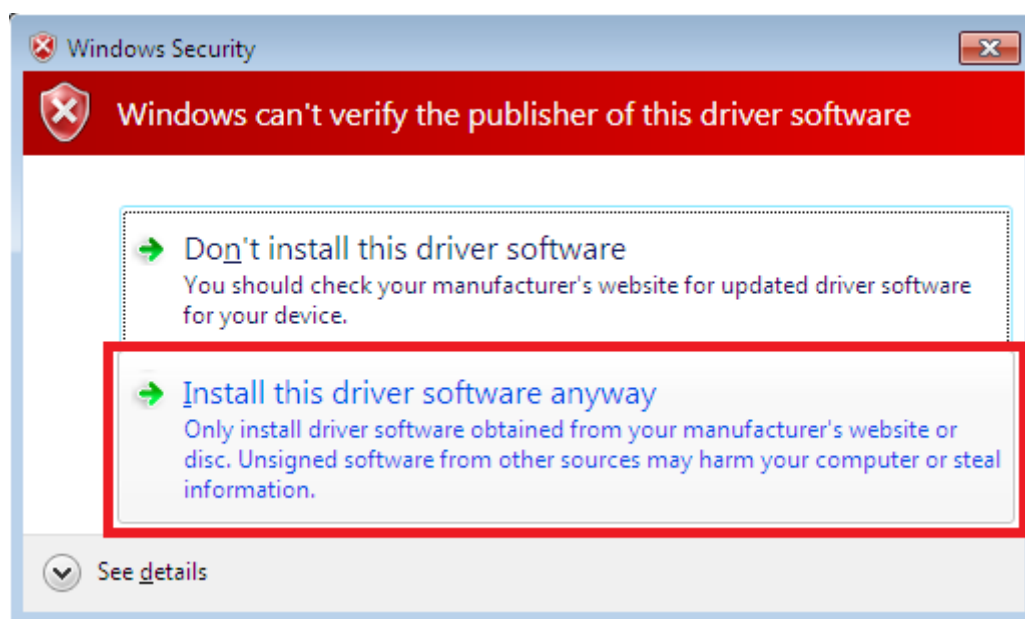 Windows Security
Windows can't verify the publisher of this driver software
Don't install this driver software
You should check your manufacturer's website for updated driver software
for your device.
Install this driver software anyway
Only install driver software obtained from your manufacturer's website or
disc. Unsigned software from other sources may harm your computer or steal
information.
See details